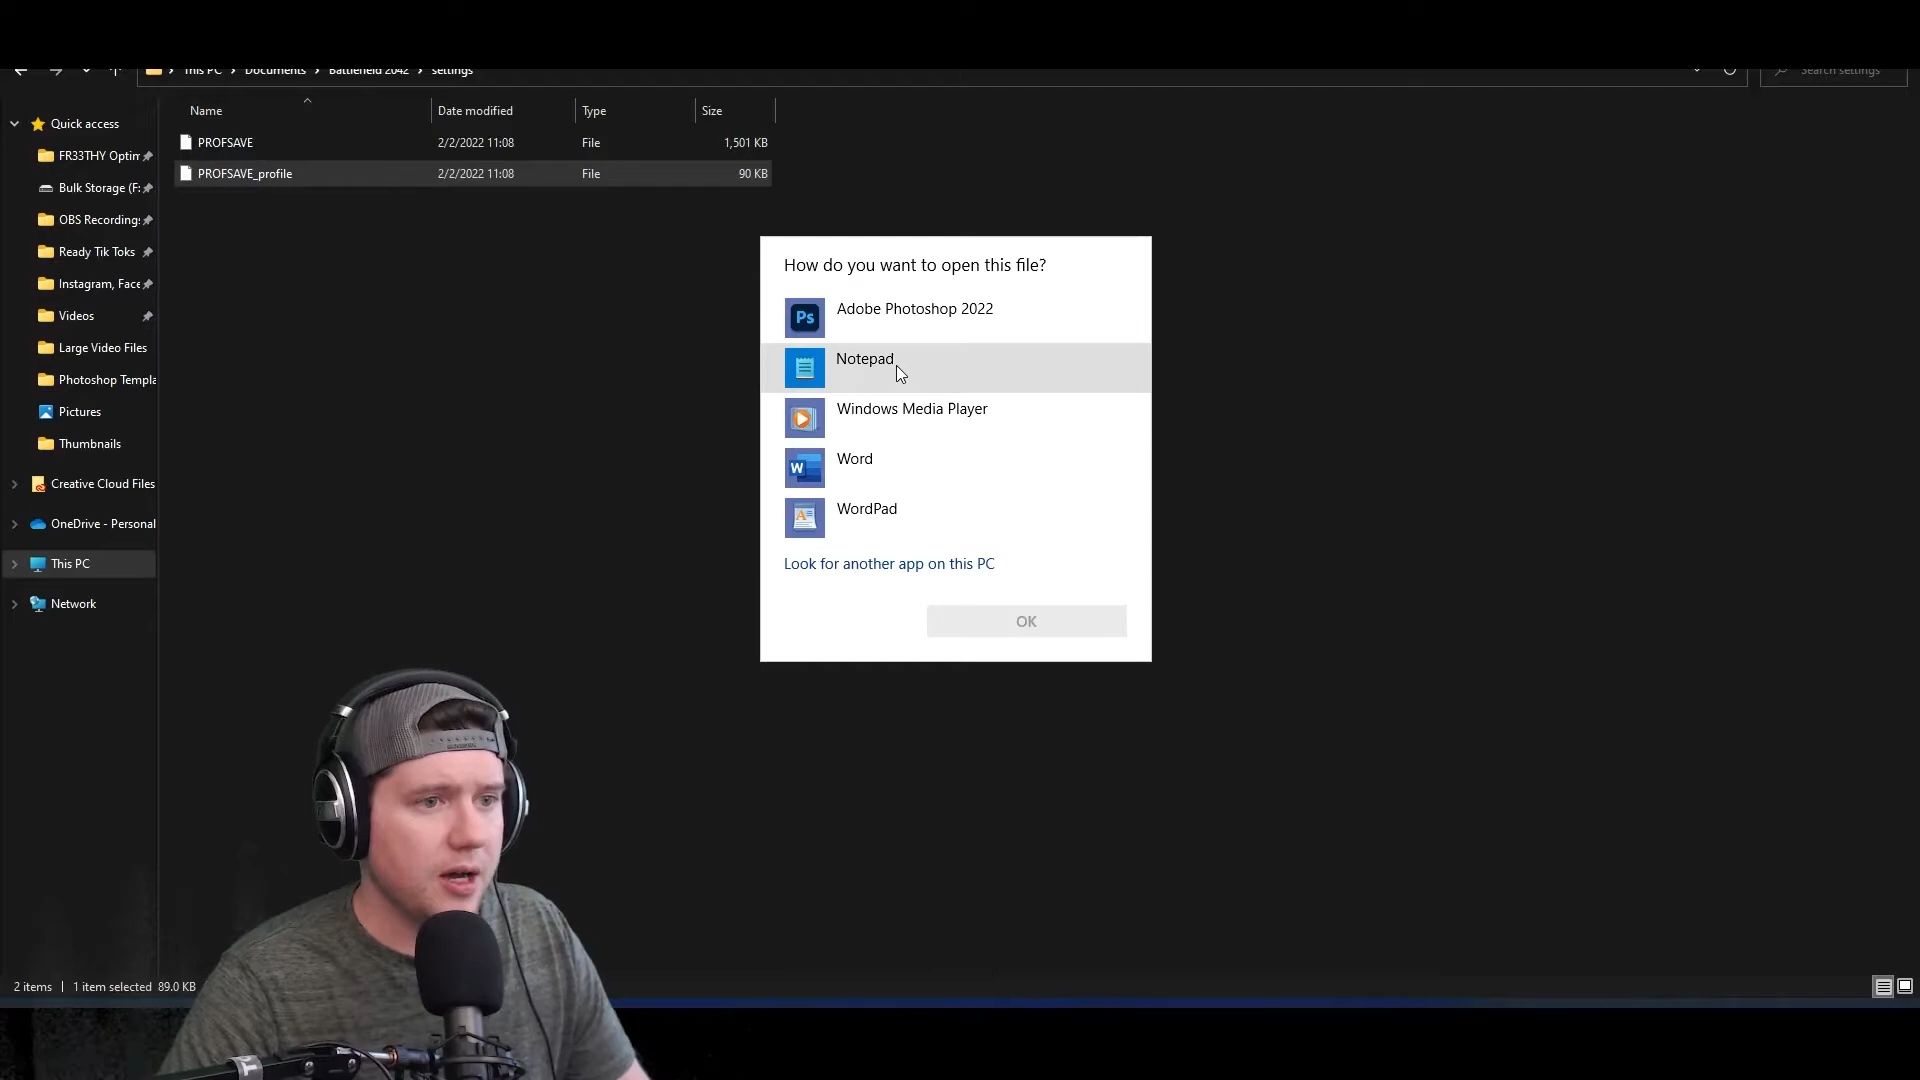 This PC > Documents > Battlefield 2042 > settings
Search settings
Name
Date modified
Type
Size
PROFSAVE
2/2/2022 11:08
File
1,501 KB
PROFSAVE_profile
2/2/2022 11:08
File
90 KB
Quick access
FR33THY Optim
Bulk Storage (F:
OBS Recording:
Ready Tik Toks
Instagram, Face
Videos
Large Video Files
Photoshop Templa
Pictures
Thumbnails
Creative Cloud Files
OneDrive - Personal
This PC
Network
How do you want to open this file?
Ps
Adobe Photoshop 2022
Notepad
Windows Media Player
W
Word
A
WordPad
Look for another app on this PC
OK
2 items | 1 item selected 89.0 KB